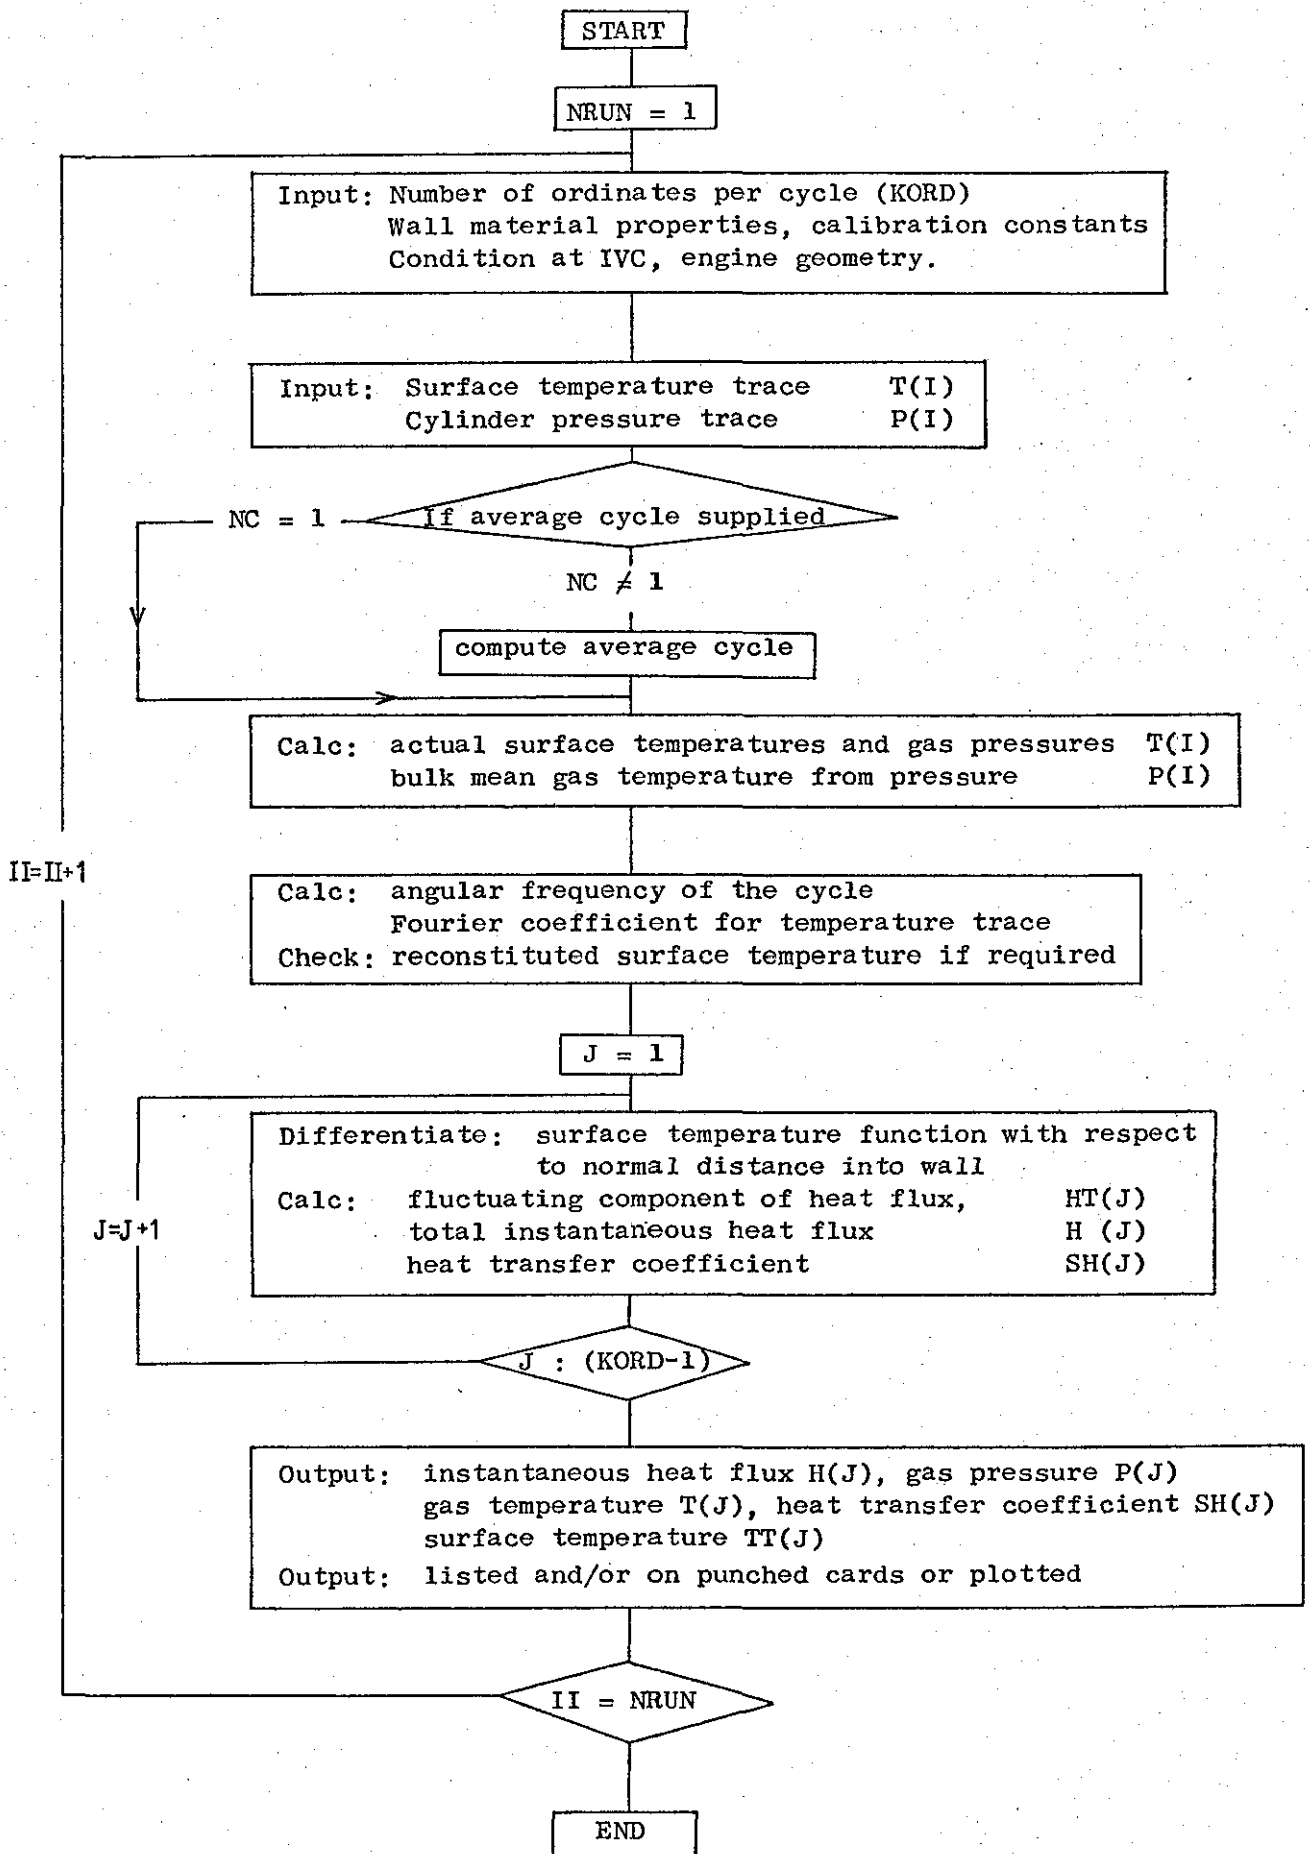 START
NRUN = 1
Input: Number of ordinates per cycle (KORD)
Wall material properties, calibration constants
Condition at IVC, engine geometry.
Input: Surface temperature trace T(I)
Cylinder pressure trace P(I)
If average cycle supplied
NC = 1
NC ≠ 1
compute average cycle
Calc: actual surface temperatures and gas pressures T(I)
bulk mean gas temperature from pressure P(I)
II=II+1
Calc: angular frequency of the cycle
Fourier coefficient for temperature trace
Check: reconstituted surface temperature if required
J = 1
Differentiate: surface temperature function with respect
to normal distance into wall
Calc: fluctuating component of heat flux, HT(J)
total instantaneous heat flux H (J)
heat transfer coefficient SH(J)
J=J+1
J : (KORD-1)
Output: instantaneous heat flux H(J), gas pressure P(J)
gas temperature T(J), heat transfer coefficient SH(J)
surface temperature TT(J)
Output: listed and/or on punched cards or plotted
II = NRUN
END